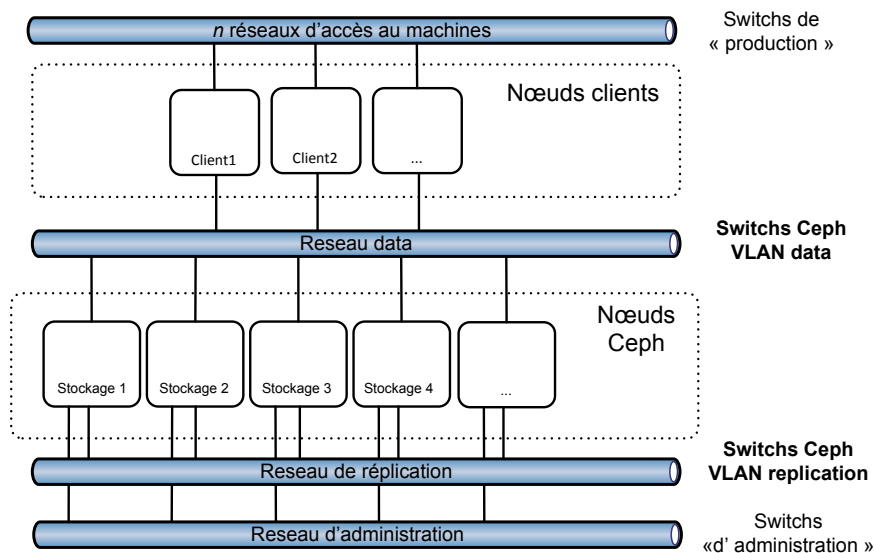 n réseaux d'accès au machines
Switchs de
« production »
Nœuds clients
Client1
Client2
...
Reseau data
Switchs Ceph
VLAN data
Nœuds
Ceph
Stockage 1
Stockage 2
Stockage 3
Stockage 4
...
Reseau de réplication
Switchs Ceph
VLAN replication
Reseau d'administration
Switchs
«d' administration »